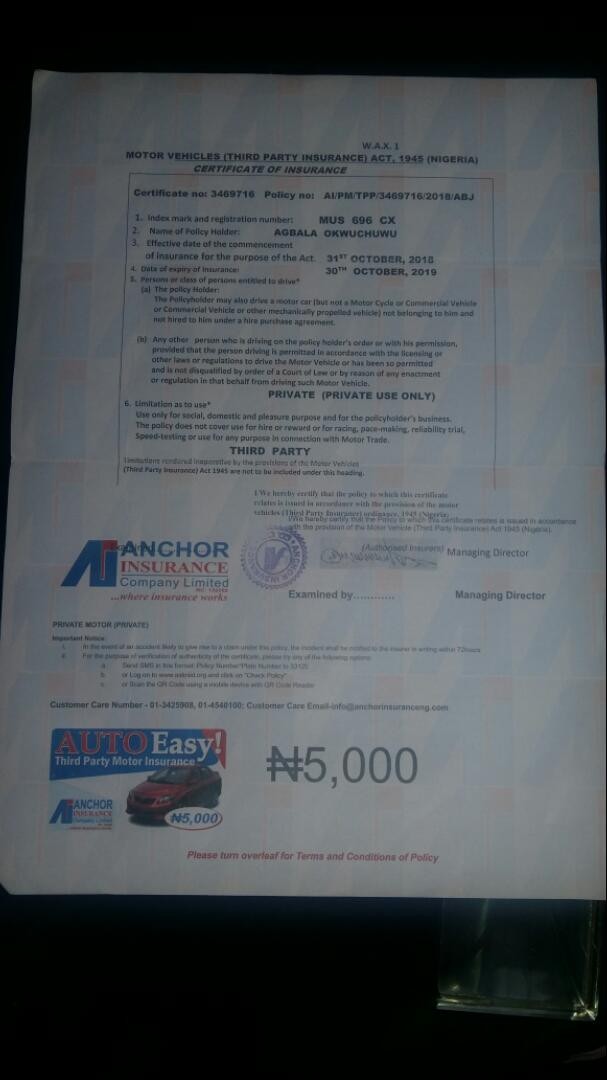 W.A.X. 1
MOTOR VEHICLES (THIRD PARTY INSURANCE) ACT, 1945 (NIGERIA)
CERTIFICATE OF INSURANCE
Certificate no: 3469716 Policy no: AI/PM/TPP/3469716/2018/ABJ
1. Index mark and registration number: MUS 696 CX
2. Name of Policy Holder: AGBALA OKWUCHUWU
3. Effective date of the commencement
of insurance for the purpose of the Act. 31ST OCTOBER, 2018
4. Date of expiry of Insurance: 30TH OCTOBER, 2019
5. Persons or class of persons entitled to drive*
(a) The policy Holder:
The Policyholder may also drive a motor car (but not a Motor Cycle or Commercial Vehicle
or Commercial Vehicle or other mechanically propelled vehicle) not belonging to him and
not hired to him under a hire purchase agreement.
(b) Any other person who is driving on the policy holder's order or with his permission,
provided that the person driving is permitted in accordance with the licensing or
other laws or regulations to drive the Motor Vehicle or has been so permitted
and is not disqualified by order of a Court of Law or by reason of any enactment
or regulation in that behalf from driving such Motor Vehicle.
PRIVATE (PRIVATE USE ONLY)
6. Limitation as to use*
Use only for social, domestic and pleasure purpose and for the policyholder's business.
The policy does not cover use for hire or reward or for racing, pace-making, reliability trial,
Speed-testing or use for any purpose in connection with Motor Trade.
THIRD PARTY
Limitations rendered inoperative by the provisions of the Motor Vehicles
(Third Party Insurance) Act 1945 are not to be included under this heading.
I/We hereby certify that the policy to which this certificate
relates is issued in accordance with the provision of the motor
vehicles (Third Party Insurance) ordinance, 1945 (Nigeria)
I/We hereby certify that the Policy to which this certificate relates is issued in accordance
with the provision of the Motor Vehicle (Third Party Insurance) Act 1945 (Nigeria).
(Authorised Insurers) Managing Director
ANCHOR
INSURANCE
Company Limited
...where insurance works
Examined by............ Managing Director
PRIVATE MOTOR (PRIVATE)
Important Notice:
i. In the event of an accident likely to give rise to a claim under this policy, the incident shall be notified to the insurer in writing within 72hours
ii. For the purpose of verification of authenticity of the certificate, please try any of the following options:
a. Send SMS in this format: Policy Number*Plate Number to 33125
b. or Log on to www.askniid.org and click on "Check Policy"
c. or Scan the QR Code using a mobile device with QR Code Reader
Customer Care Number - 01-3425908, 01-4540100; Customer Care Email-info@anchorinsuranceng.com
AUTO Easy!
Third Party Motor Insurance
ANCHOR
INSURANCE
Company Limited
₦5,000
₦5,000
Please turn overleaf for Terms and Conditions of Policy